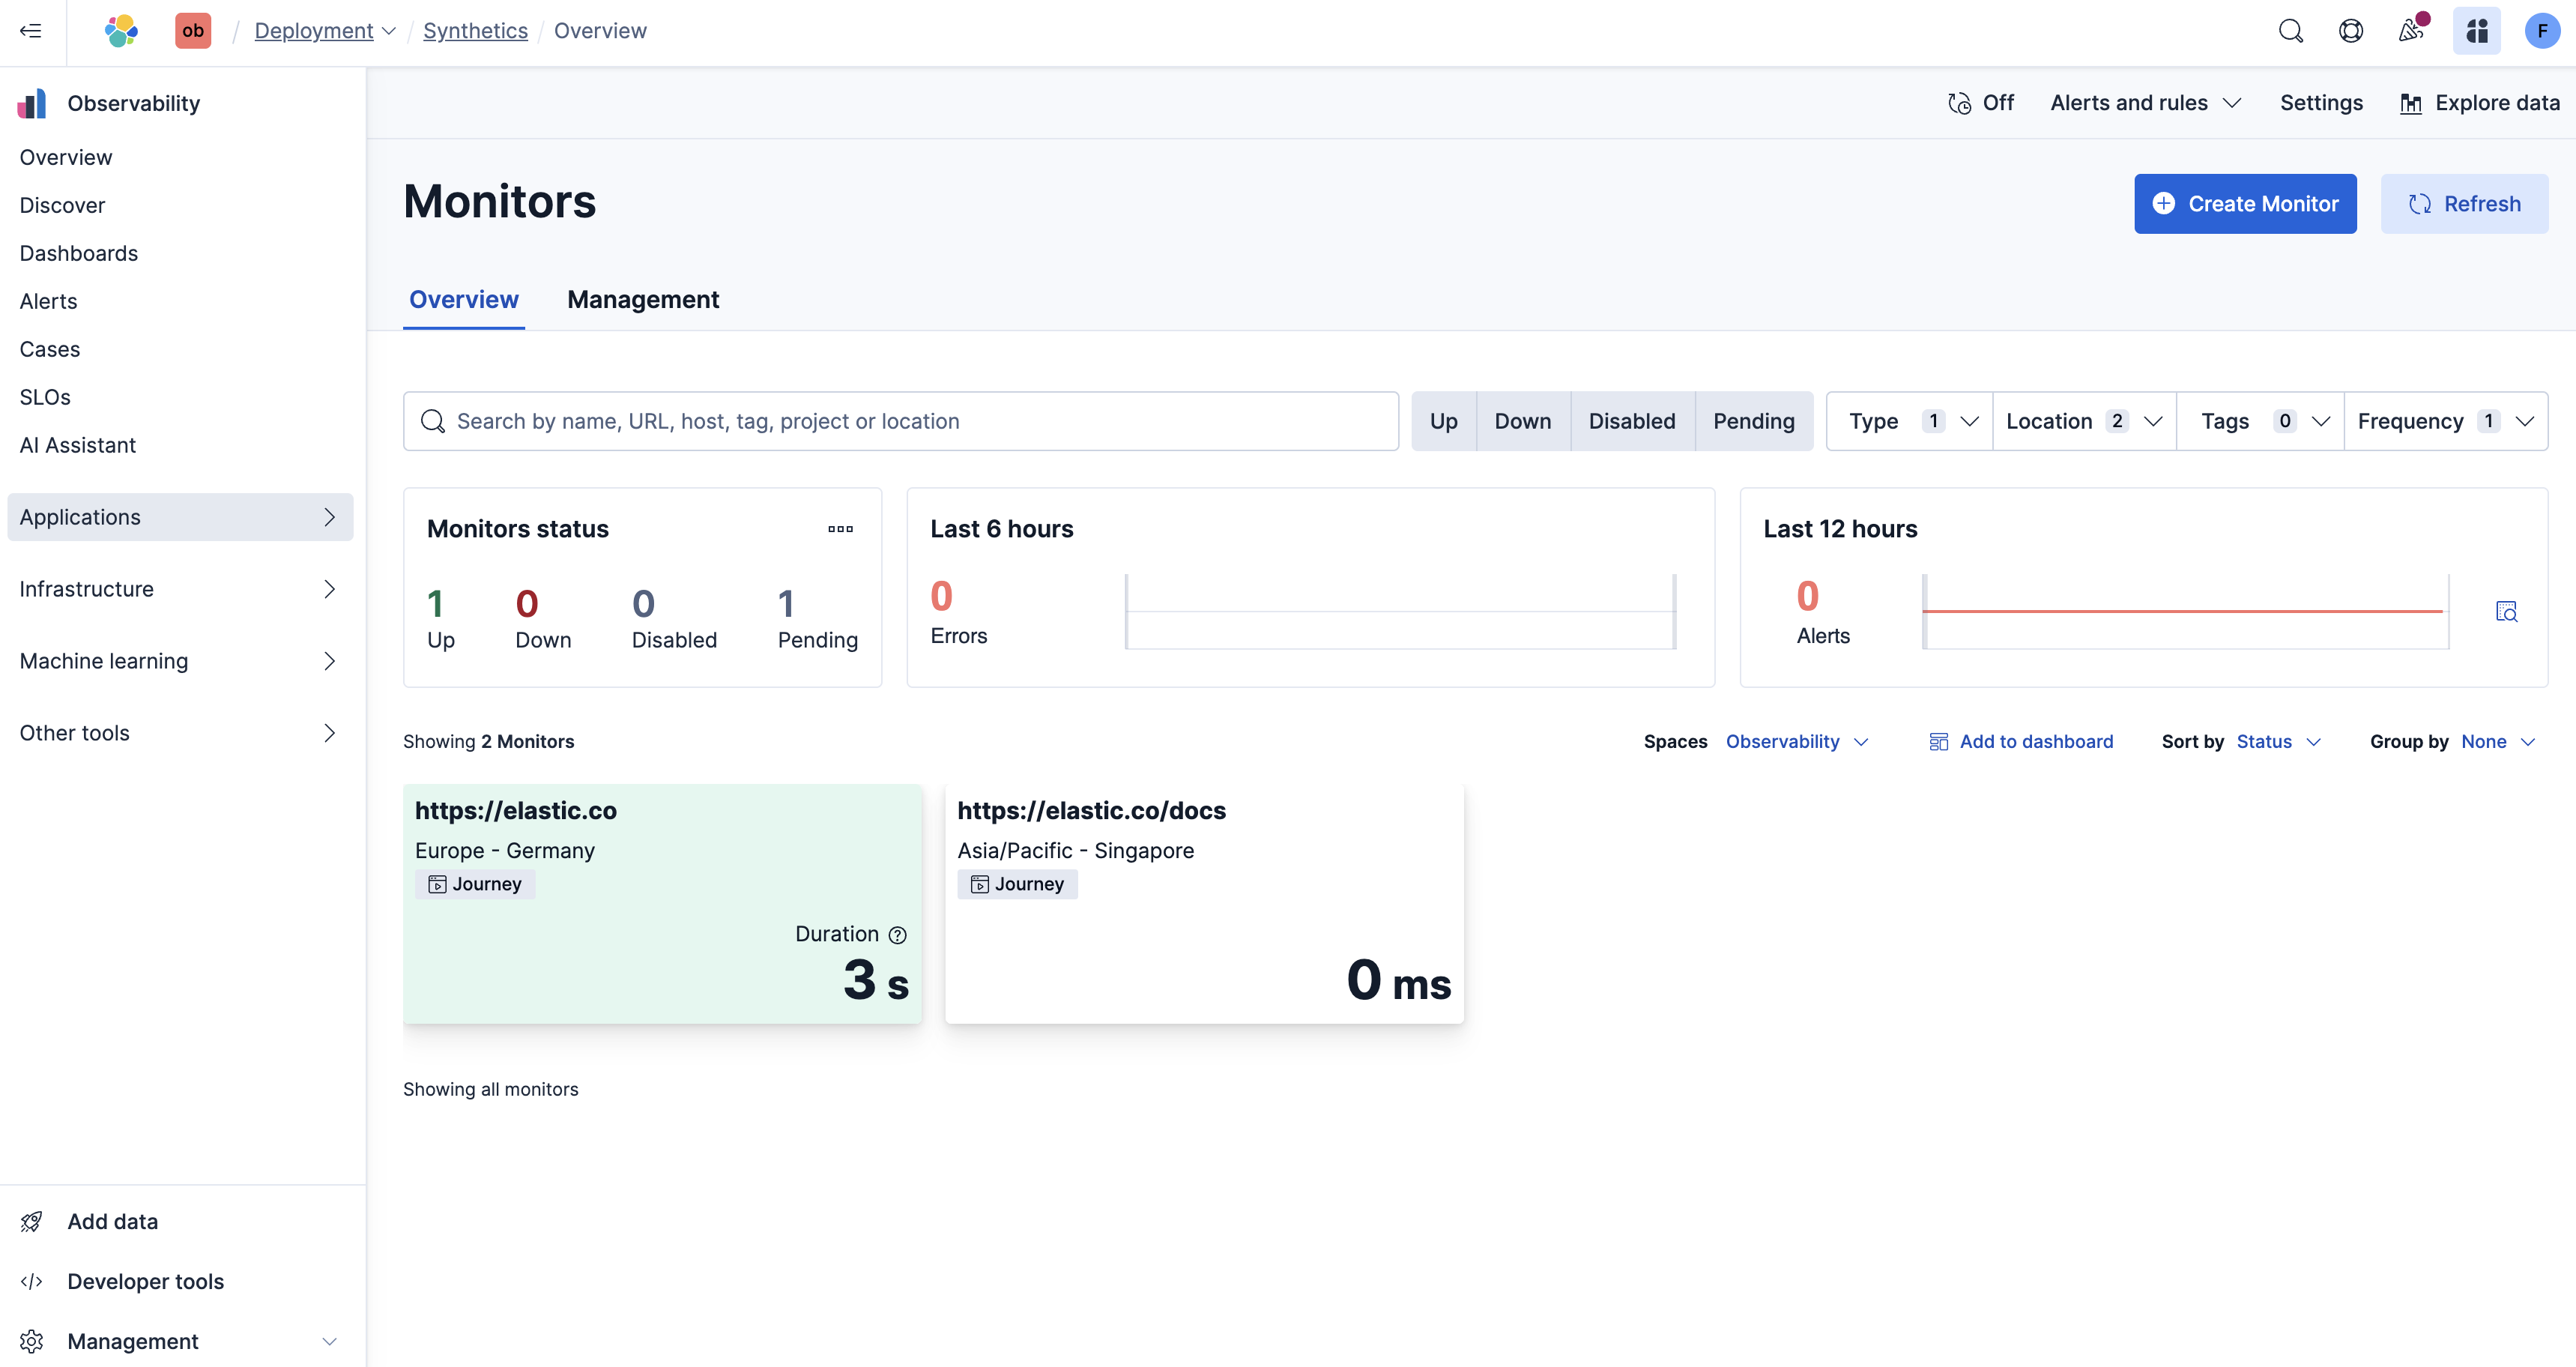 ob / Deployment / Synthetics / Overview
F
Observability
Overview
Discover
Dashboards
Alerts
Cases
SLOs
AI Assistant
Applications
Infrastructure
Machine learning
Other tools
Add data
Developer tools
Management
Off Alerts and rules Settings Explore data
Monitors
Create Monitor Refresh
Overview Management
Search by name, URL, host, tag, project or location
Up Down Disabled Pending
Type 1 Location 2 Tags 0 Frequency 1
Monitors status
1 0 0 1
Up Down Disabled Pending
Last 6 hours
0
Errors
Last 12 hours
0
Alerts
Showing 2 Monitors
Spaces Observability Add to dashboard Sort by Status Group by None
https://elastic.co
Europe - Germany
Journey
Duration
3 s
https://elastic.co/docs
Asia/Pacific - Singapore
Journey
0 ms
Showing all monitors